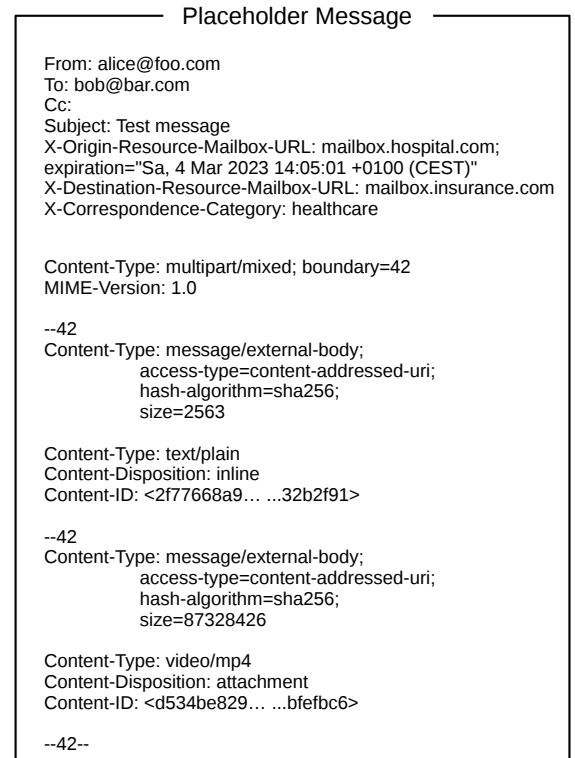 Placeholder Message
From: alice@foo.com
To: bob@bar.com
Cc:
Subject: Test message
X-Origin-Resource-Mailbox-URL: mailbox.hospital.com;
expiration="Sa, 4 Mar 2023 14:05:01 +0100 (CEST)"
X-Destination-Resource-Mailbox-URL: mailbox.insurance.com
X-Correspondence-Category: healthcare
Content-Type: multipart/mixed; boundary=42
MIME-Version: 1.0
--42
Content-Type: message/external-body;
access-type=content-addressed-uri;
hash-algorithm=sha256;
size=2563
Content-Type: text/plain
Content-Disposition: inline
Content-ID: <2f77668a9… ...32b2f91>
--42
Content-Type: message/external-body;
access-type=content-addressed-uri;
hash-algorithm=sha256;
size=87328426
Content-Type: video/mp4
Content-Disposition: attachment
Content-ID: <d534be829… ...bfefbc6>
--42--